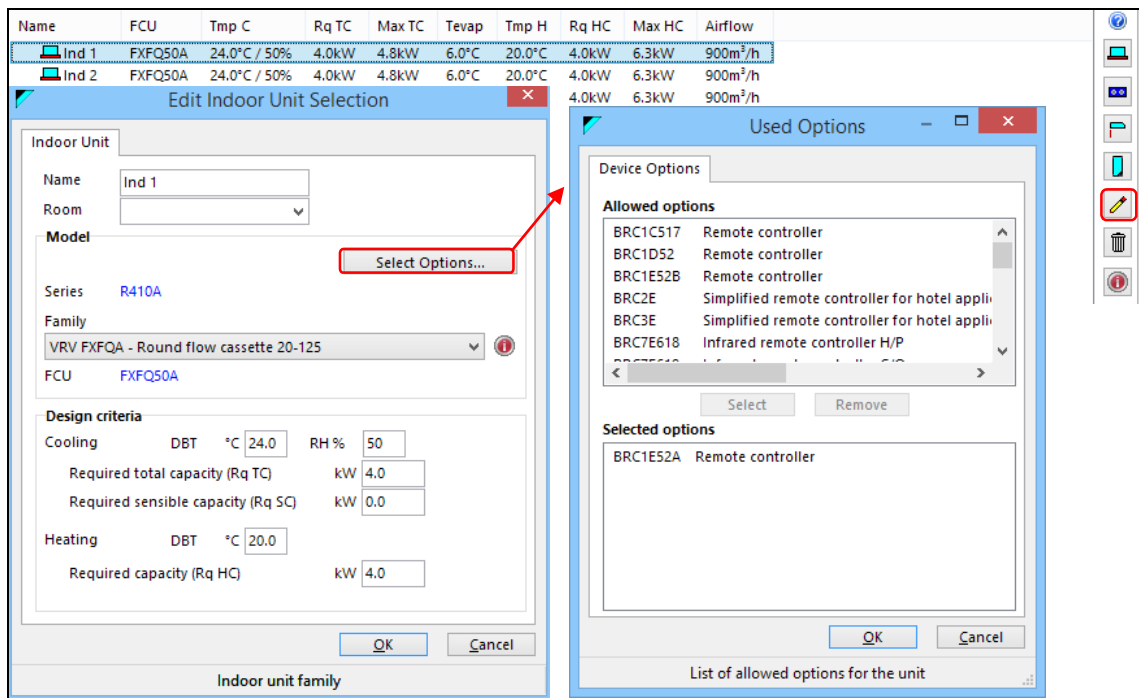 Name FCU Tmp C Rq TC Max TC Tevap Tmp H Rq HC Max HC Airflow
Ind 1 FXFQ50A 24.0°C / 50% 4.0kW 4.8kW 6.0°C 20.0°C 4.0kW 6.3kW 900m³/h
Ind 2 FXFQ50A 24.0°C / 50% 4.0kW 4.8kW 6.0°C 20.0°C 4.0kW 6.3kW 900m³/h
4.0kW 6.3kW 900m³/h
Edit Indoor Unit Selection
Indoor Unit
Name Ind 1
Room
Model
Select Options...
Series R410A
Family
VRV FXFQA - Round flow cassette 20-125
FCU FXFQ50A
Design criteria
Cooling DBT °C 24.0 RH % 50
Required total capacity (Rq TC) kW 4.0
Required sensible capacity (Rq SC) kW 0.0
Heating DBT °C 20.0
Required capacity (Rq HC) kW 4.0
OK Cancel
Indoor unit family
Used Options
Device Options
Allowed options
BRC1C517 Remote controller
BRC1D52 Remote controller
BRC1E52B Remote controller
BRC2E Simplified remote controller for hotel appli
BRC3E Simplified remote controller for hotel appli
BRC7E618 Infrared remote controller H/P
Select Remove
Selected options
BRC1E52A Remote controller
OK Cancel
List of allowed options for the unit